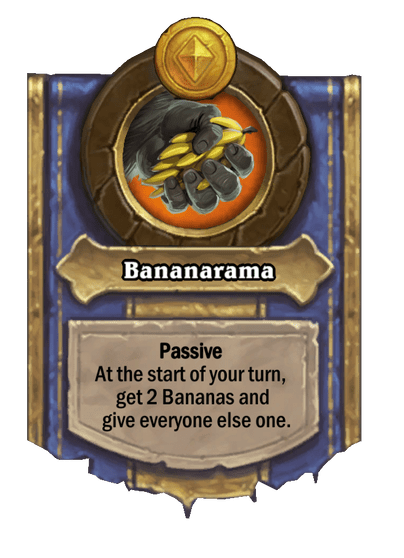 Bananarama
Passive
At the start of your turn,
get 2 Bananas and
give everyone else one.